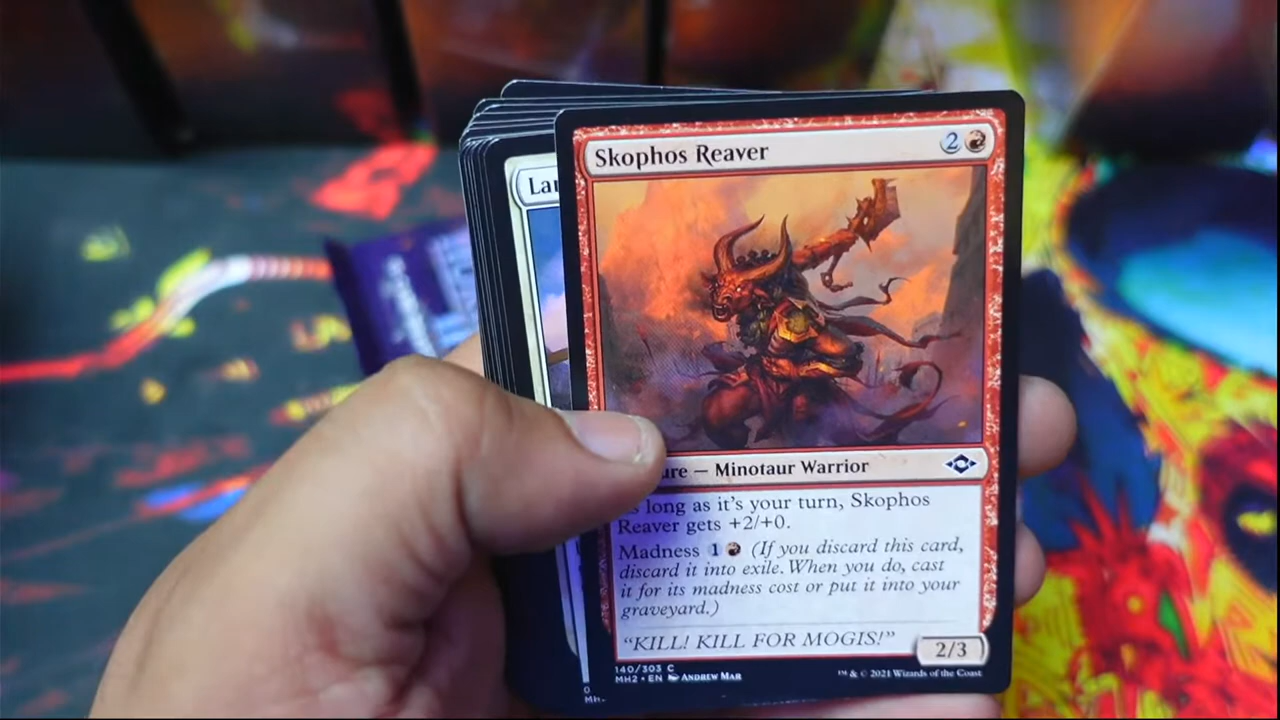 Skophos Reaver 2
Lau
ure — Minotaur Warrior
s long as it's your turn, Skophos
Reaver gets +2/+0.
Madness 1 (If you discard this card,
discard it into exile. When you do, cast
it for its madness cost or put it into your
graveyard.)
"KILL! KILL FOR MOGIS!"
2/3
140/303 C
MH2 • EN Andrew Mar
™ & © 2021 Wizards of the Coast
0
MH